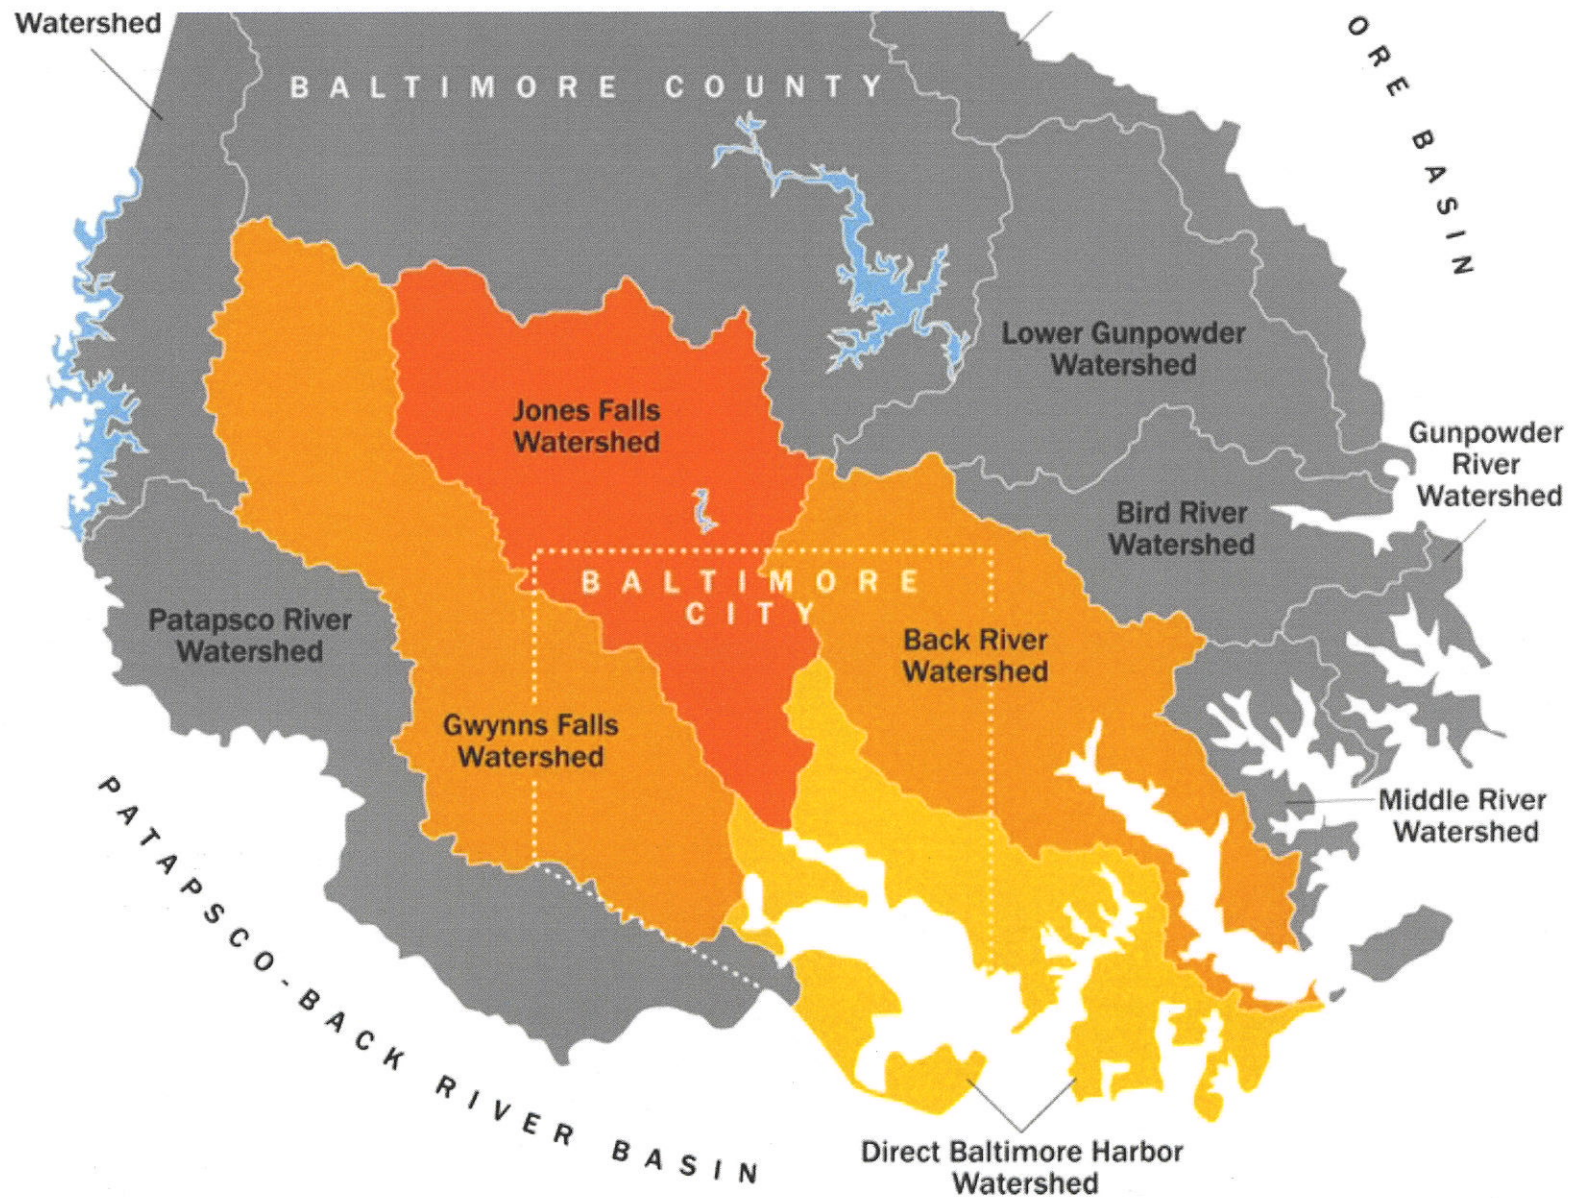 Watershed
BALTIMORE COUNTY
ORE BASIN
Lower Gunpowder
Watershed
Jones Falls
Watershed
Gunpowder
River
Watershed
Bird River
Watershed
BALTIMORE
CITY
Patapsco River
Watershed
Back River
Watershed
Gwynns Falls
Watershed
Middle River
Watershed
PATAPSCO-BACK RIVER BASIN
Direct Baltimore Harbor
Watershed